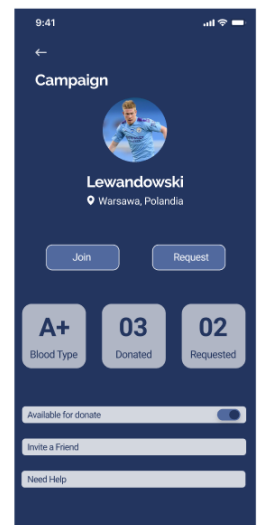 9:41
Campaign
Lewandowski
Warsawa, Polandia
Join Request
A+ 03 02
Blood Type Donated Requested
Available for donate
Invite a Friend
Need Help